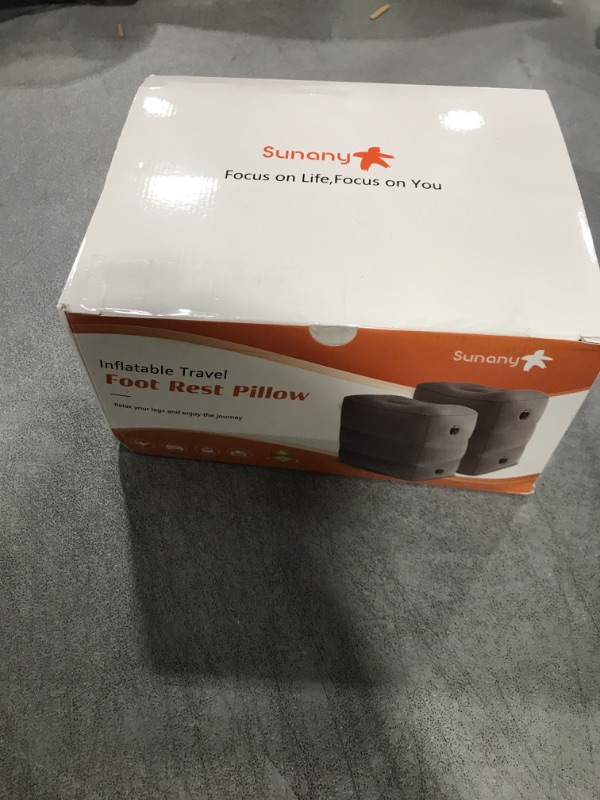 Sunany
Focus on Life,Focus on You
Sunany
Inflatable Travel
Foot Rest Pillow
Relax your legs and enjoy the journey